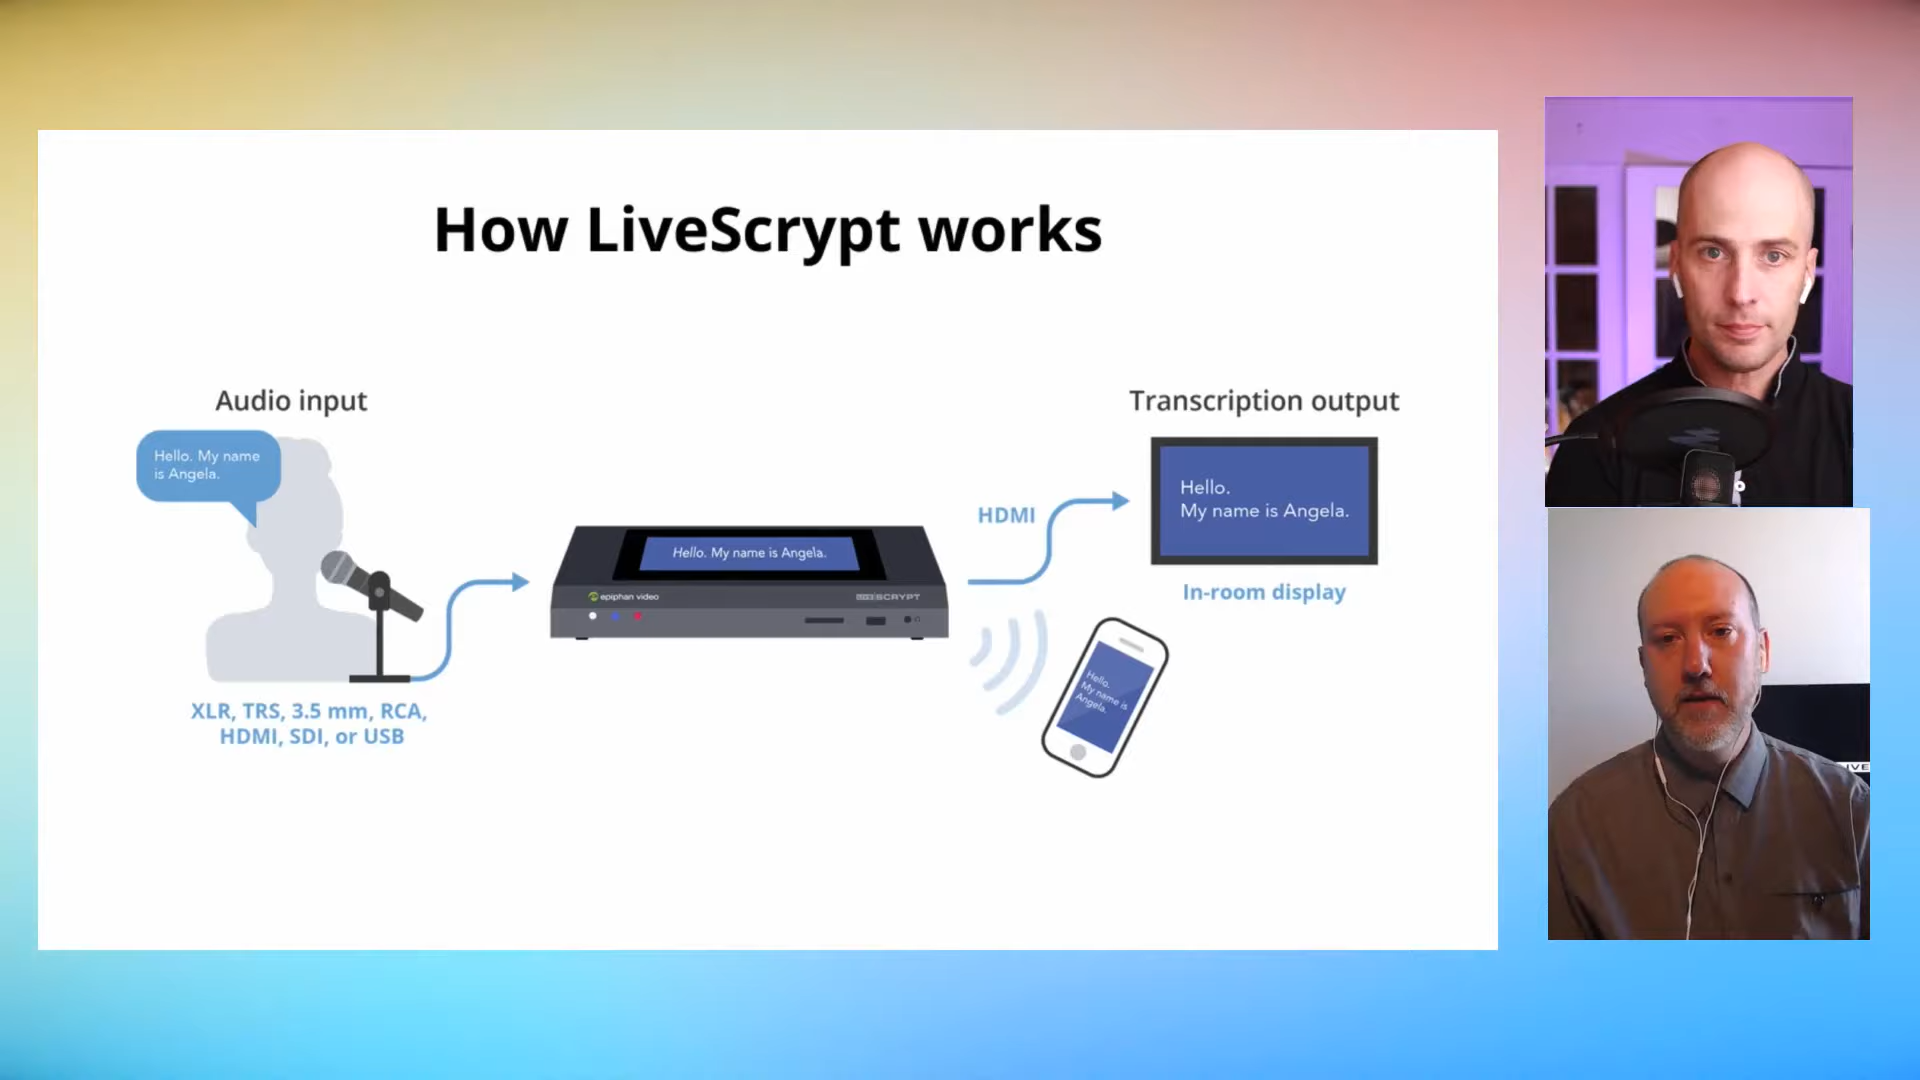 How LiveScrypt works
Audio input
Hello. My name
is Angela.
XLR, TRS, 3.5 mm, RCA,
HDMI, SDI, or USB
Hello. My name is Angela.
epiphan video
LIVESCRYPT
HDMI
Transcription output
Hello.
My name is Angela.
In-room display
Hello.
My name is
Angela.
IVE